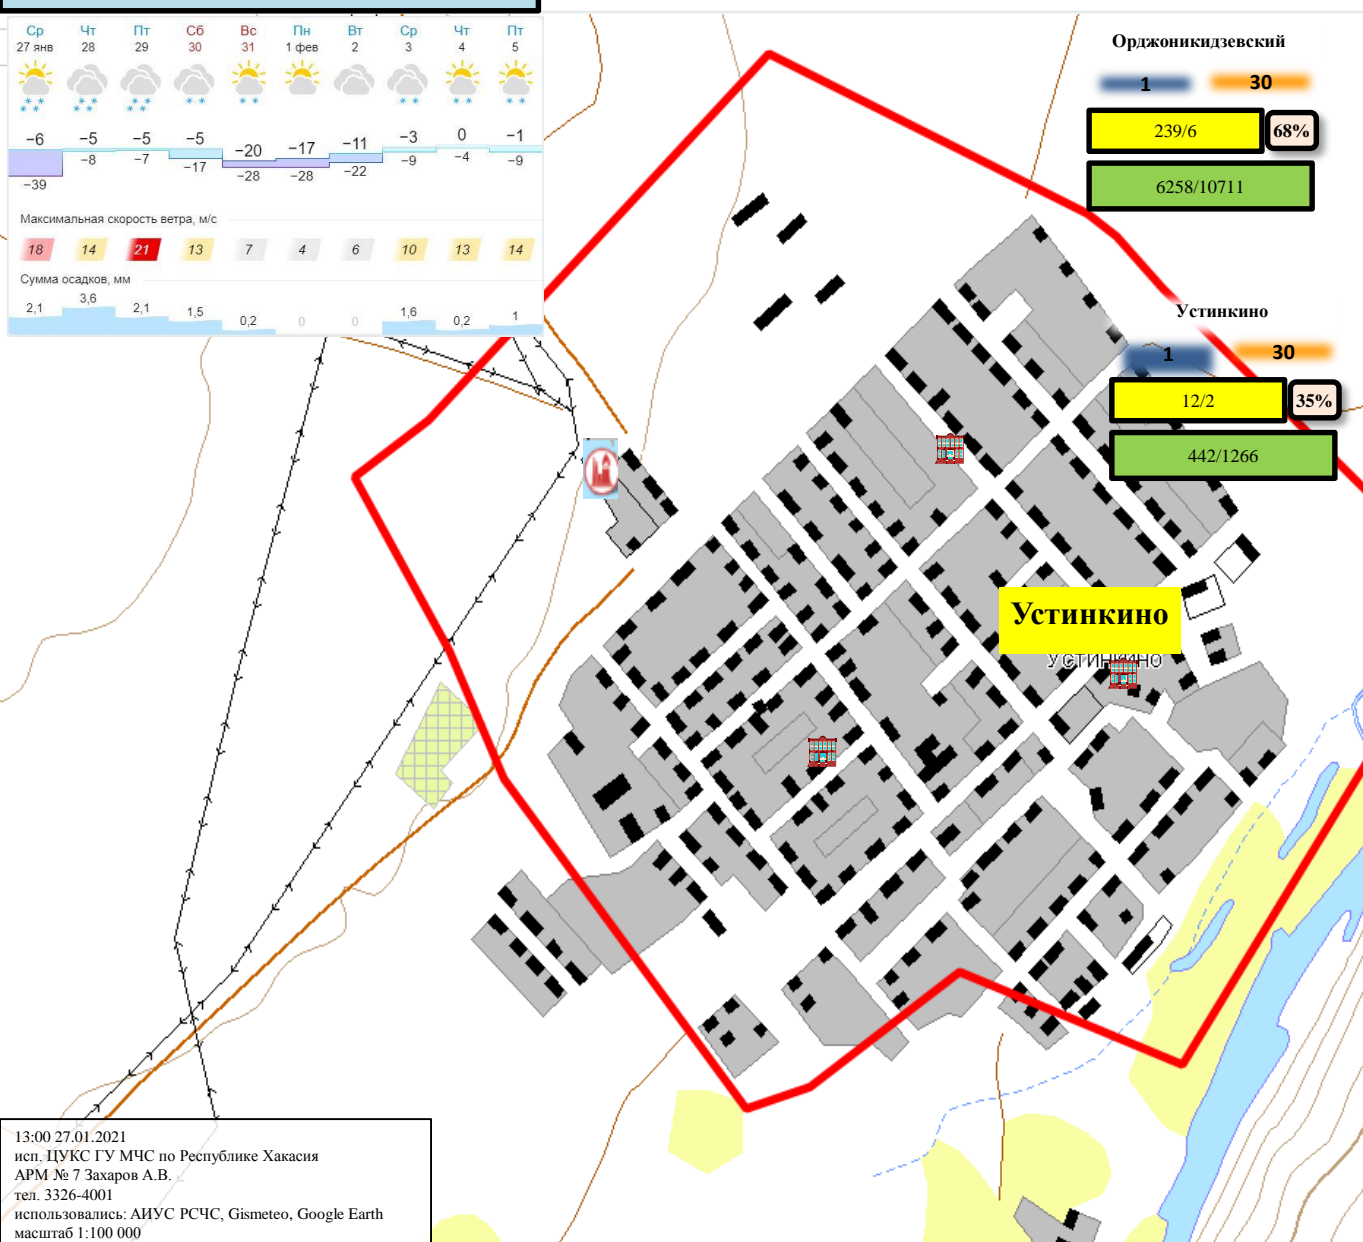 Ср Чт Пт Сб Вс Пн Вт Ср Чт Пт
27 янв 28 29 30 31 1 фев 2 3 4 5
−6 −5 −5 −5 −20 −17 −11 −3 0 −1
−39 −8 −7 −17 −28 −28 −22 −9 −4 −9
Максимальная скорость ветра, м/с
18 14 21 13 7 4 6 10 13 14
Сумма осадков, мм
2,1 3,6 2,1 1,5 0,2 0 0 1,6 0,2 1
Орджоникидзевский
1 30
239/6 68%
6258/10711
Устинкино
1 30
12/2 35%
442/1266
Устинкино
УСТИНКИНО
13:00 27.01.2021
исп. ЦУКС ГУ МЧС по Республике Хакасия
АРМ № 7 Захаров А.В.
тел. 3326-4001
использовались: АИУС РСЧС, Gismeteo, Google Earth
масштаб 1:100 000